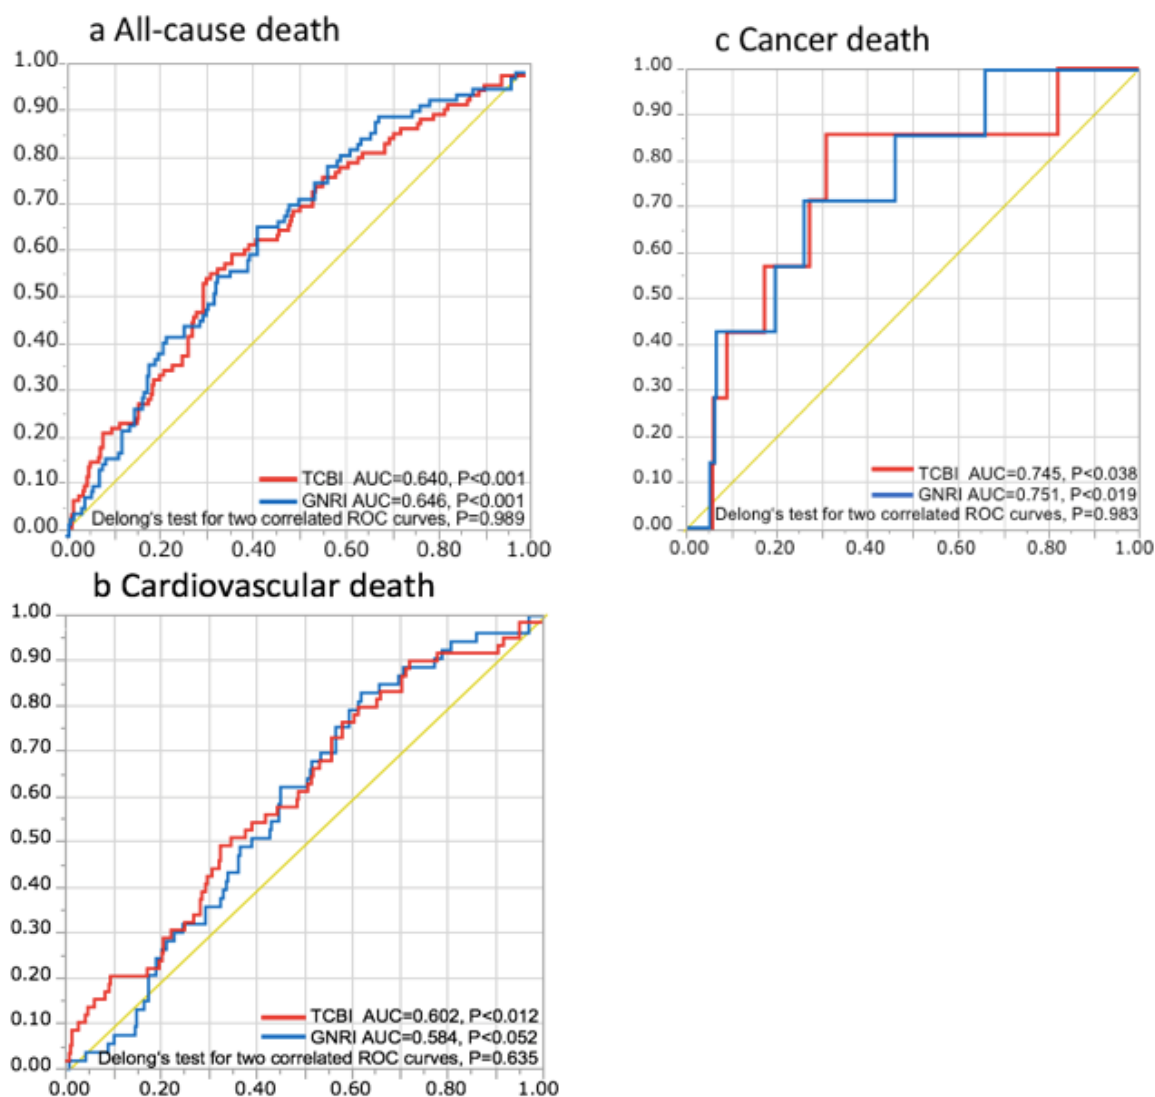 a All-cause death
1.00
0.90
0.80
0.70
0.60
0.50
0.40
0.30
0.20
0.10
0.00
TCBI AUC=0.640, P<0.001
GNRI AUC=0.646, P<0.001
Delong's test for two correlated ROC curves, P=0.989
0.00 0.20 0.40 0.60 0.80 1.00
c Cancer death
1.00
0.90
0.80
0.70
0.60
0.50
0.40
0.30
0.20
0.10
0.00
TCBI AUC=0.745, P<0.038
GNRI AUC=0.751, P<0.019
Delong's test for two correlated ROC curves, P=0.983
0.00 0.20 0.40 0.60 0.80 1.00
b Cardiovascular death
1.00
0.90
0.80
0.70
0.60
0.50
0.40
0.30
0.20
0.10
0.00
TCBI AUC=0.602, P<0.012
GNRI AUC=0.584, P<0.052
Delong's test for two correlated ROC curves, P=0.635
0.00 0.20 0.40 0.60 0.80 1.00